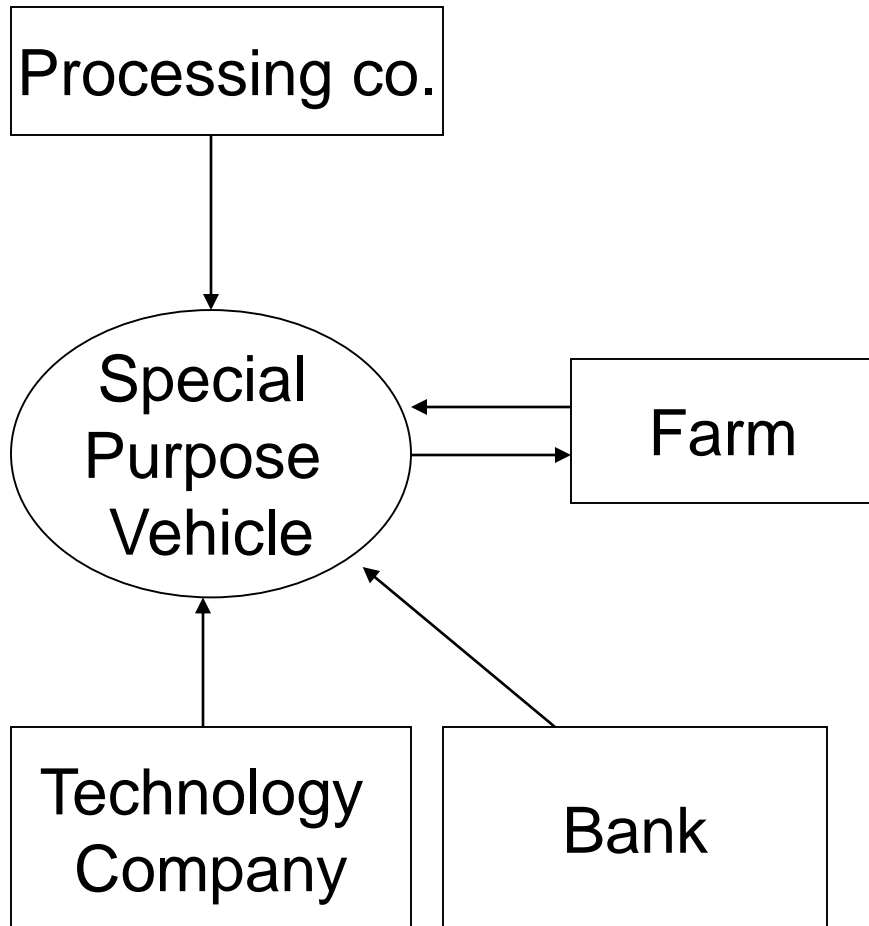 Processing co.
Special
Purpose
Vehicle
Farm
Technology
Company
Bank